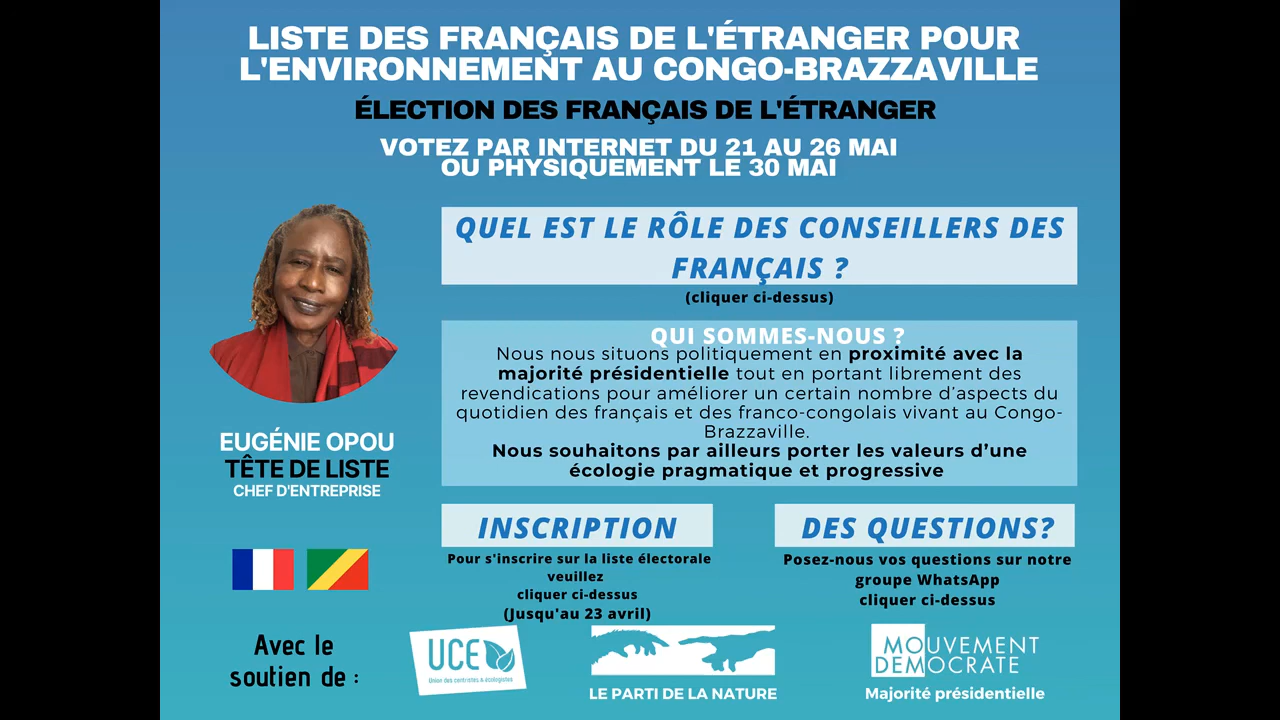 LISTE DES FRANÇAIS DE L'ÉTRANGER POUR
L'ENVIRONNEMENT AU CONGO-BRAZZAVILLE
ÉLECTION DES FRANÇAIS DE L'ÉTRANGER
VOTEZ PAR INTERNET DU 21 AU 26 MAI
OU PHYSIQUEMENT LE 30 MAI
QUEL EST LE RÔLE DES CONSEILLERS DES
FRANÇAIS ?
(cliquer ci-dessus)
QUI SOMMES-NOUS ?
Nous nous situons politiquement en proximité avec la
majorité présidentielle tout en portant librement des
revendications pour améliorer un certain nombre d’aspects du
quotidien des français et des franco-congolais vivant au Congo-
Brazzaville.
Nous souhaitons par ailleurs porter les valeurs d’une
écologie pragmatique et progressive
EUGÉNIE OPOU
TÊTE DE LISTE
CHEF D'ENTREPRISE
INSCRIPTION
Pour s'inscrire sur la liste électorale
veuillez
cliquer ci-dessus
(Jusqu'au 23 avril)
DES QUESTIONS?
Posez-nous vos questions sur notre
groupe WhatsApp
cliquer ci-dessus
Avec le
soutien de :
UCE
Union des centristes & écologistes
LE PARTI DE LA NATURE
MOUVEMENT
DEMOCRATE
Majorité présidentielle